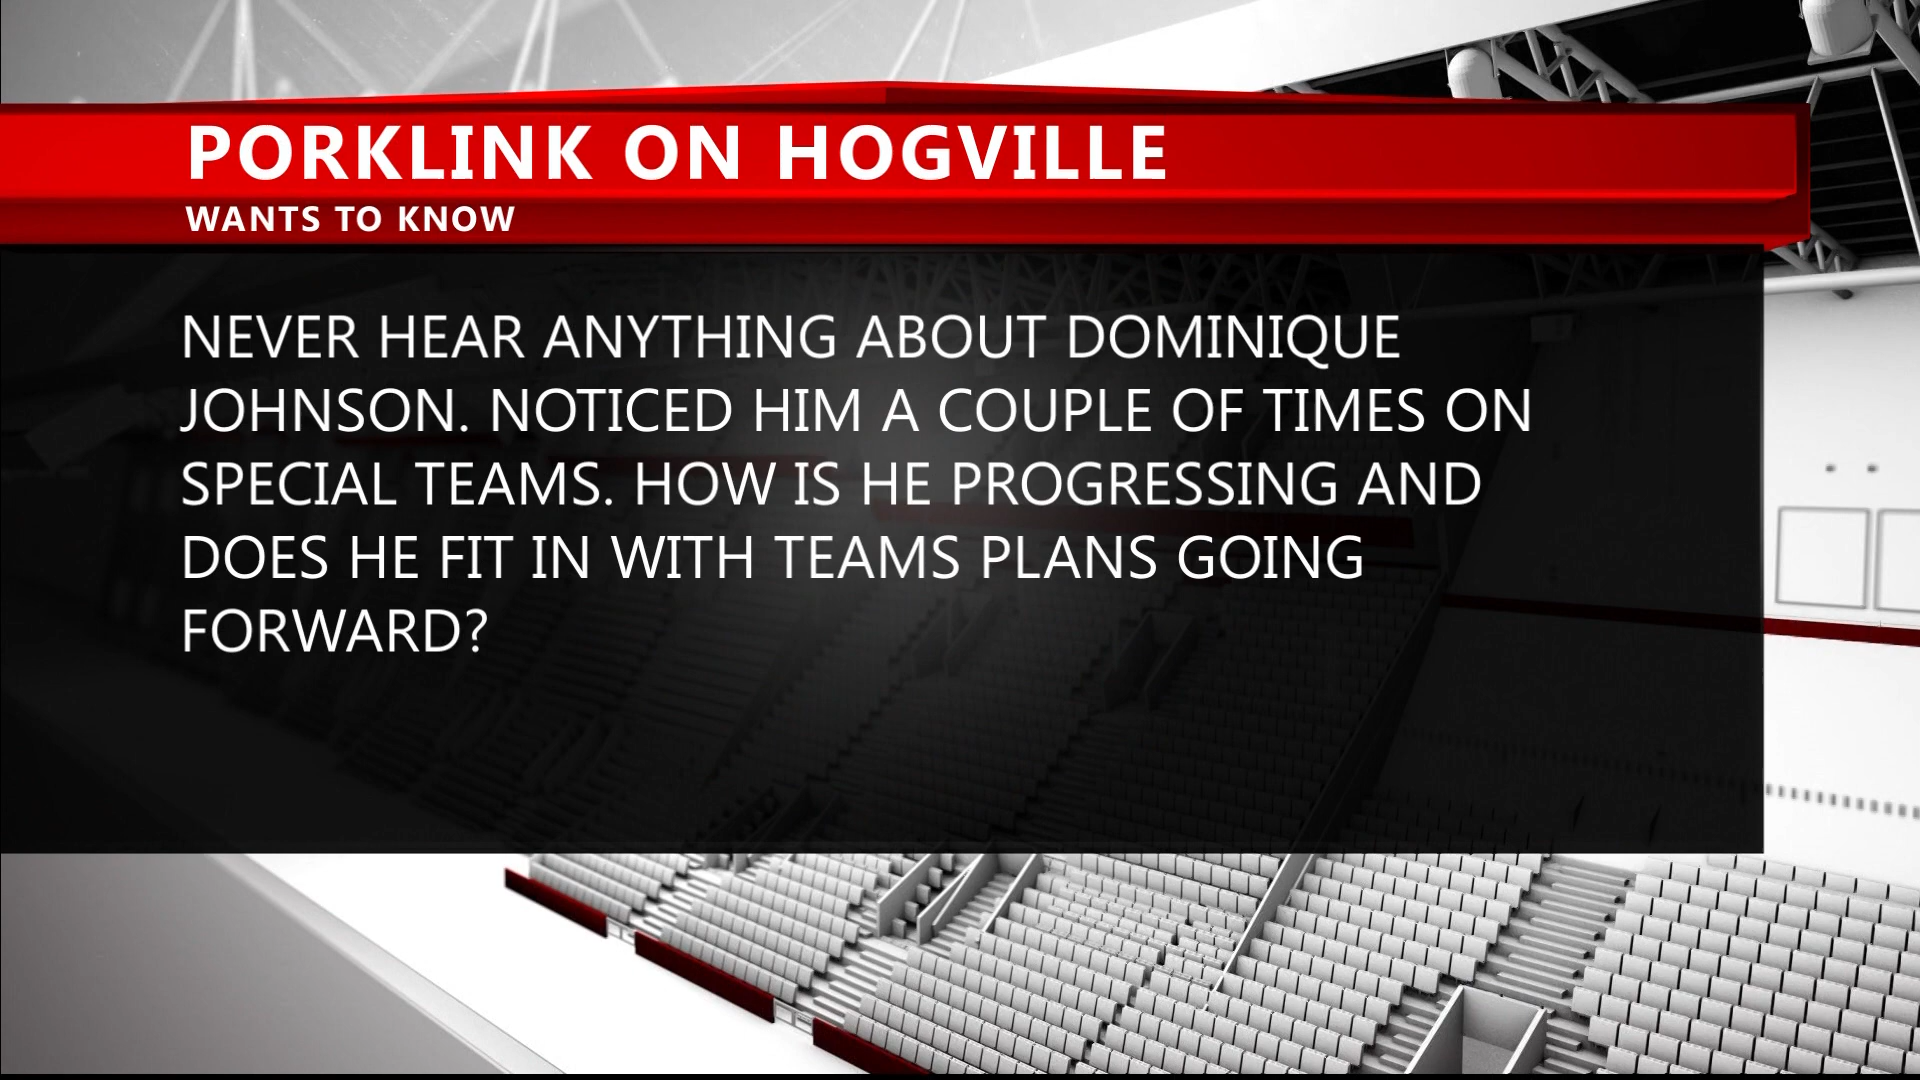 PORKLINK ON HOGVILLE
WANTS TO KNOW
NEVER HEAR ANYTHING ABOUT DOMINIQUE
JOHNSON. NOTICED HIM A COUPLE OF TIMES ON
SPECIAL TEAMS. HOW IS HE PROGRESSING AND
DOES HE FIT IN WITH TEAMS PLANS GOING
FORWARD?